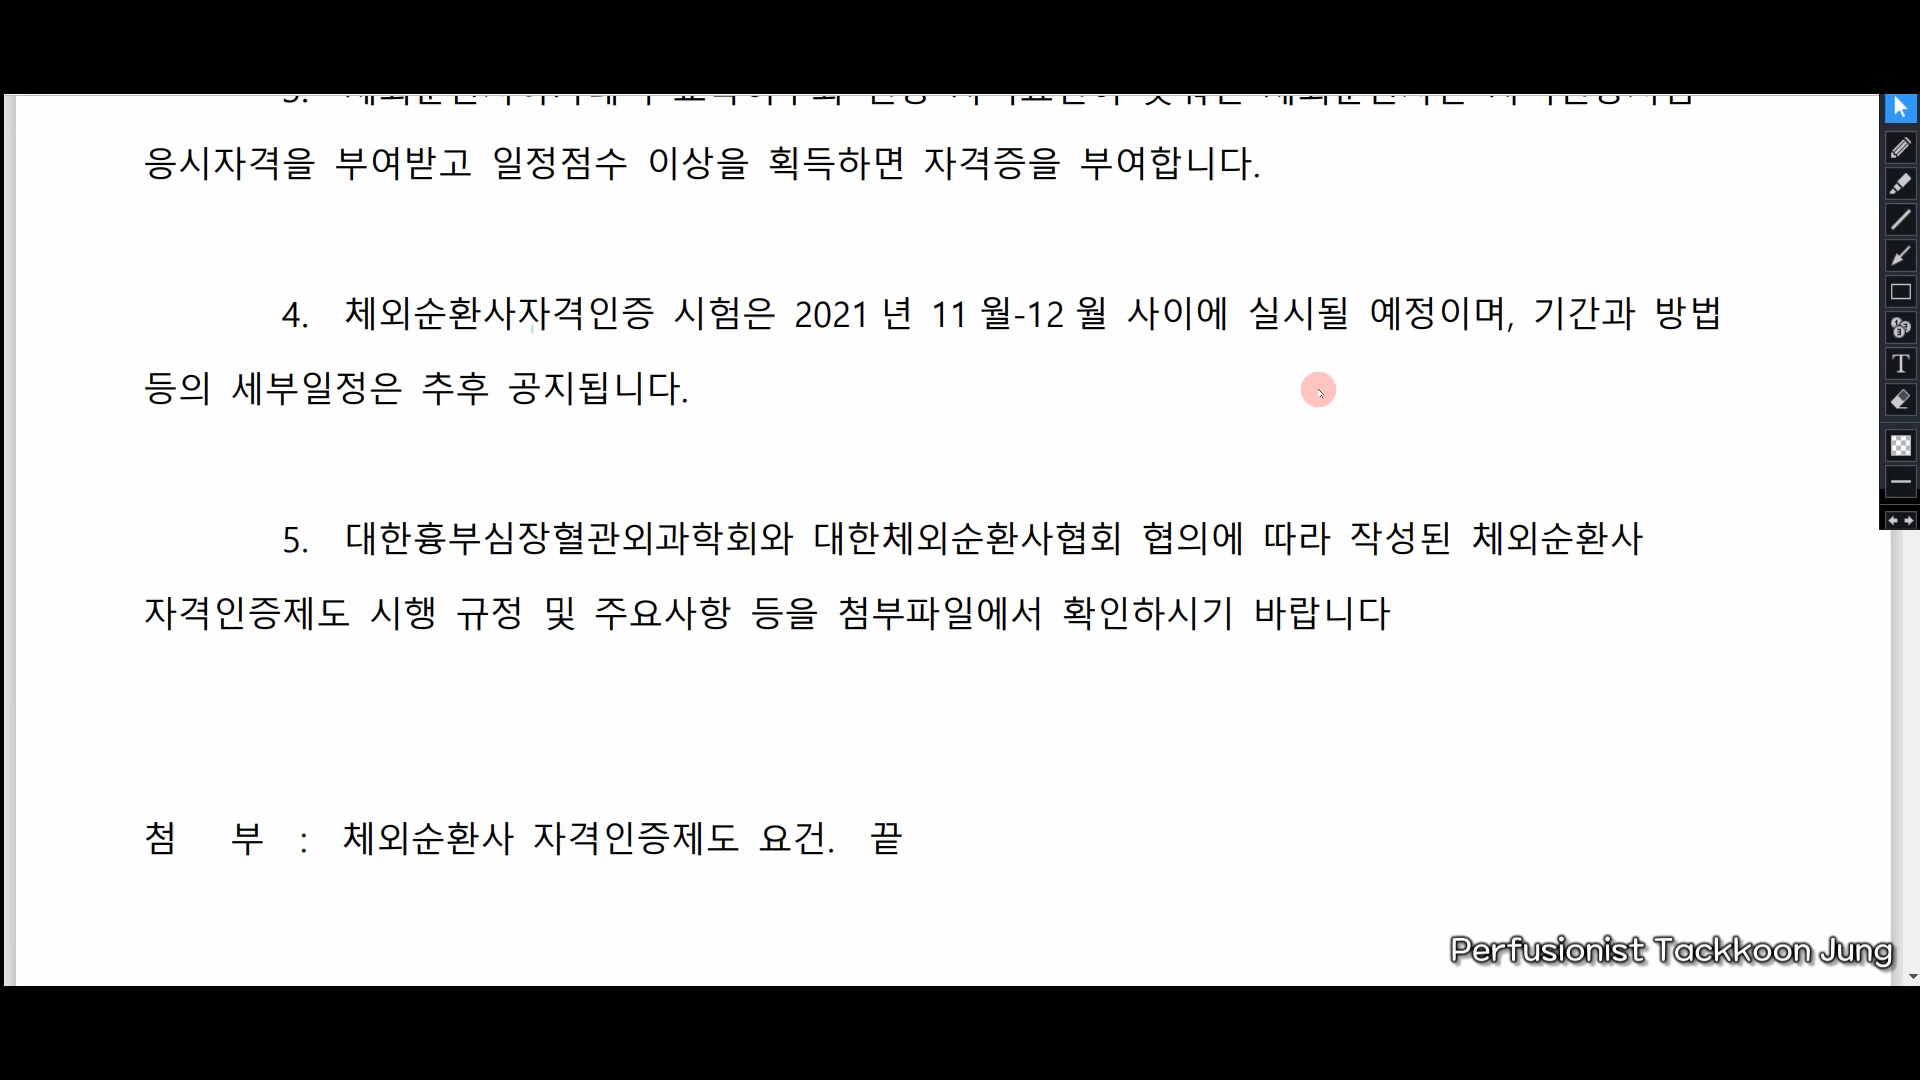 응시자격을 부여받고 일정점수 이상을 획득하면 자격증을 부여합니다.
4. 체외순환사자격인증 시험은 2021 년 11 월-12 월 사이에 실시될 예정이며, 기간과 방법
등의 세부일정은 추후 공지됩니다.
5. 대한흉부심장혈관외과학회와 대한체외순환사협회 협의에 따라 작성된 체외순환사
자격인증제도 시행 규정 및 주요사항 등을 첨부파일에서 확인하시기 바랍니다
첨 부 : 체외순환사 자격인증제도 요건. 끝
Perfusionist Tackkoon Jung